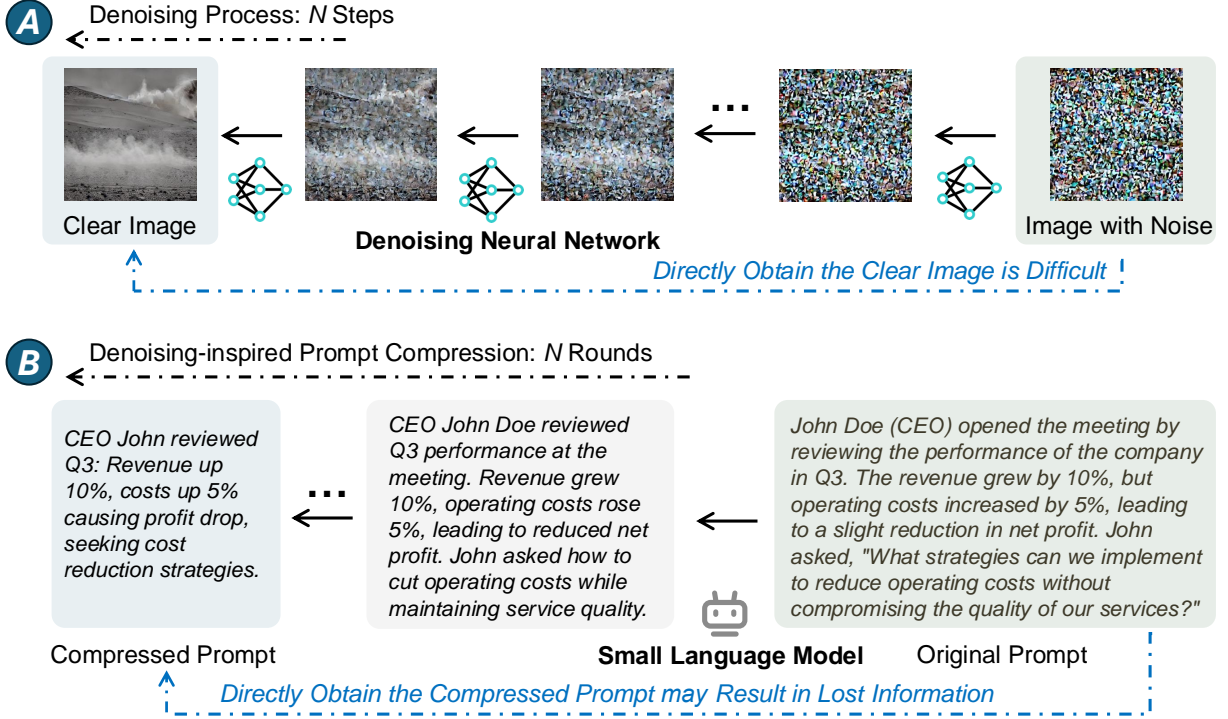 A
Denoising Process: N Steps
...
Clear Image
Denoising Neural Network
Image with Noise
Directly Obtain the Clear Image is Difficult
B
Denoising-inspired Prompt Compression: N Rounds
CEO John reviewed
Q3: Revenue up
10%, costs up 5%
causing profit drop,
seeking cost
reduction strategies.
...
CEO John Doe reviewed
Q3 performance at the
meeting. Revenue grew
10%, operating costs rose
5%, leading to reduced net
profit. John asked how to
cut operating costs while
maintaining service quality.
John Doe (CEO) opened the meeting by
reviewing the performance of the company
in Q3. The revenue grew by 10%, but
operating costs increased by 5%, leading
to a slight reduction in net profit. John
asked, "What strategies can we implement
to reduce operating costs without
compromising the quality of our services?"
Compressed Prompt
Small Language Model
Original Prompt
Directly Obtain the Compressed Prompt may Result in Lost Information